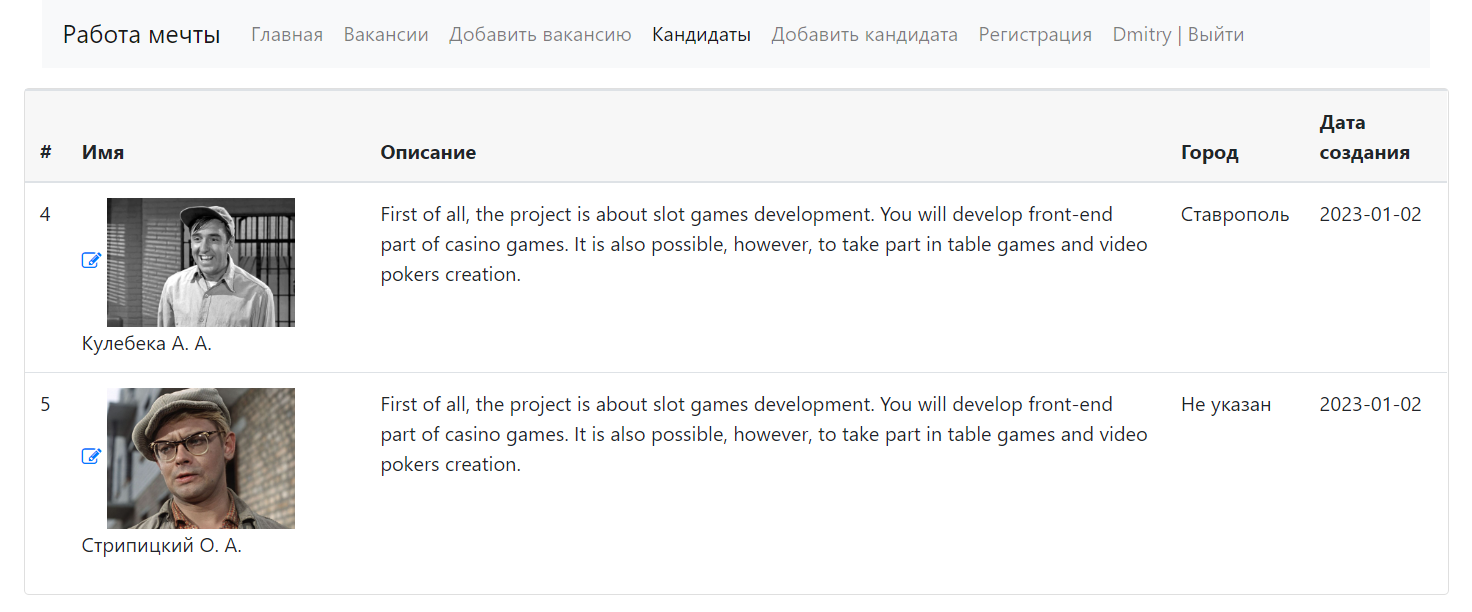 Работа мечты Главная Вакансии Добавить вакансию Кандидаты Добавить кандидата Регистрация Dmitry | Выйти
# Имя Описание Город Дата создания
4
First of all, the project is about slot games development. You will develop front-end
part of casino games. It is also possible, however, to take part in table games and video
pokers creation.
Ставрополь
2023-01-02
Кулебека А. А.
5
First of all, the project is about slot games development. You will develop front-end
part of casino games. It is also possible, however, to take part in table games and video
pokers creation.
Не указан
2023-01-02
Стрипицкий О. А.